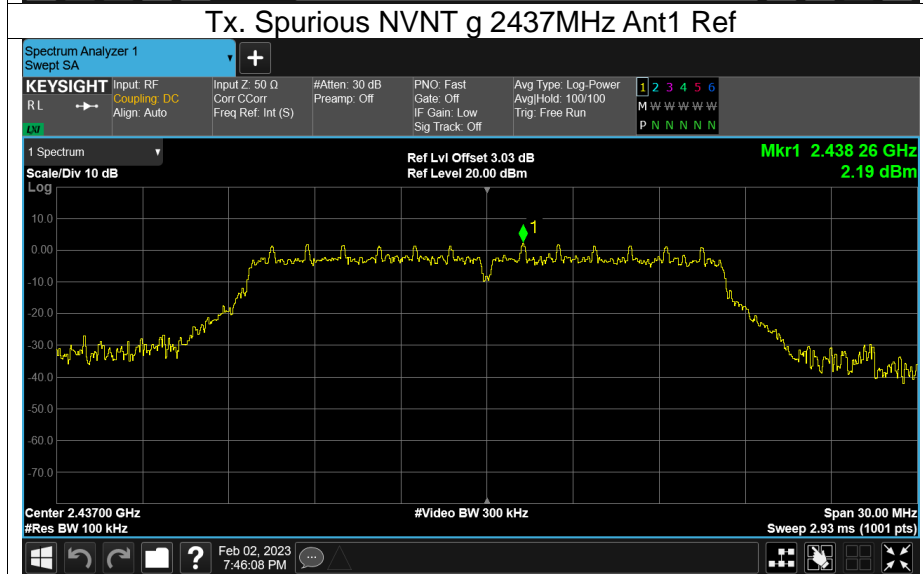 Tx. Spurious NVNT g 2437MHz Ant1 Ref
Spectrum Analyzer 1
Swept SA
+
KEYSIGHT
R L
LXI
Input: RF
Coupling: DC
Align: Auto
Input Z: 50 Ω
Corr CCorr
Freq Ref: Int (S)
#Atten: 30 dB
Preamp: Off
PNO: Fast
Gate: Off
IF Gain: Low
Sig Track: Off
Avg Type: Log-Power
Avg|Hold: 100/100
Trig: Free Run
1 2 3 4 5 6
M W W W W W
P N N N N N
1 Spectrum
Scale/Div 10 dB
Ref Lvl Offset 3.03 dB
Ref Level 20.00 dBm
Mkr1 2.438 26 GHz
2.19 dBm
Log
1
10.0
0.00
-10.0
-20.0
-30.0
-40.0
-50.0
-60.0
-70.0
Center 2.43700 GHz
#Res BW 100 kHz
#Video BW 300 kHz
Span 30.00 MHz
Sweep 2.93 ms (1001 pts)
?
Feb 02, 2023
7:46:08 PM